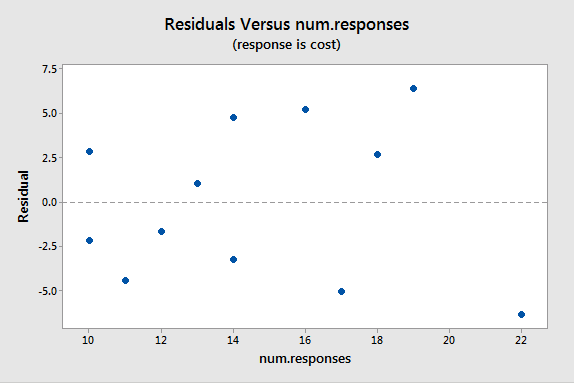 Residuals Versus num.responses
(response is cost)
7.5
5.0
2.5
0.0
-2.5
-5.0
Residual
10 12 14 16 18 20 22
num.responses